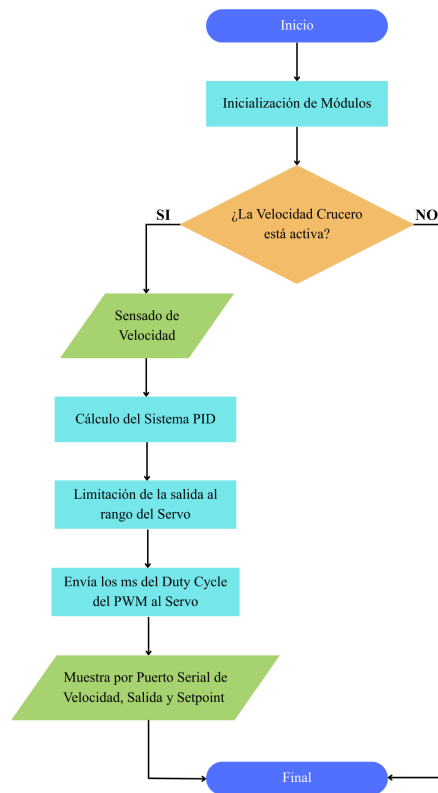 Inicio
Inicialización de Módulos
¿La Velocidad Crucero
está activa?
SI
NO
Sensado de
Velocidad
Cálculo del Sistema PID
Limitación de la salida al
rango del Servo
Envía los ms del Duty Cycle
del PWM al Servo
Muestra por Puerto Serial de
Velocidad, Salida y Setpoint
Final